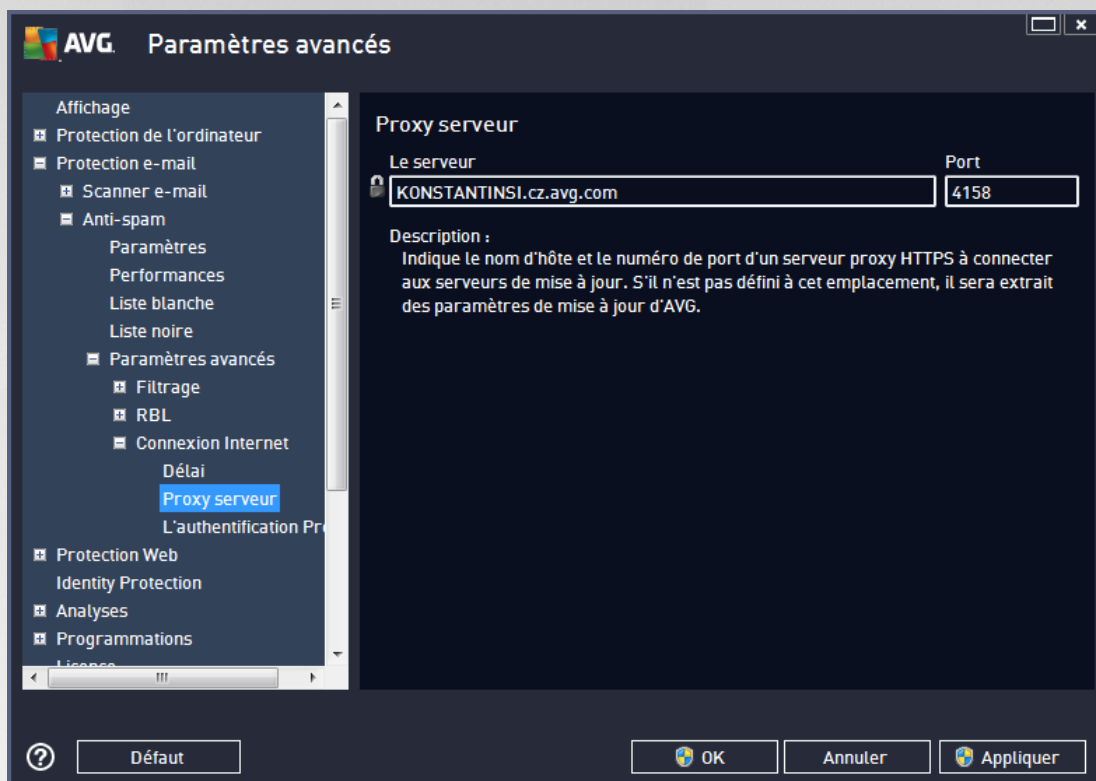 AVG. Paramètres avancés
Affichage
Protection de l'ordinateur
Protection e-mail
Scanner e-mail
Anti-spam
Paramètres
Performances
Liste blanche
Liste noire
Paramètres avancés
Filtrage
RBL
Connexion Internet
Délai
Proxy serveur
L'authentification Pro
Protection Web
Identity Protection
Analyses
Programmations
Licence
Proxy serveur
Le serveur Port
KONSTANTINSI.cz.avg.com 4158
Description :
Indique le nom d'hôte et le numéro de port d'un serveur proxy HTTPS à connecter
aux serveurs de mise à jour. S'il n'est pas défini à cet emplacement, il sera extrait
des paramètres de mise à jour d'AVG.
? Défaut OK Annuler Appliquer